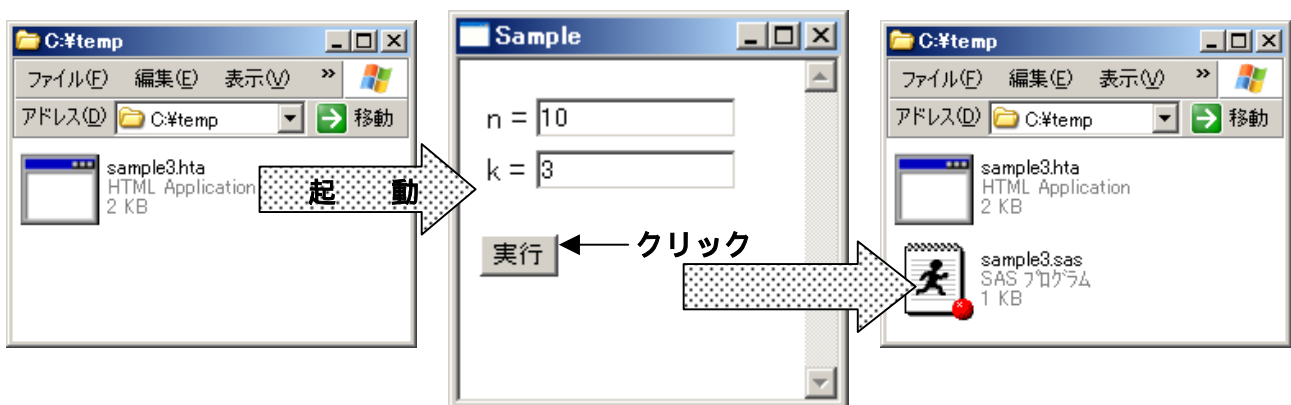 C:¥temp
ファイル(F) 編集(E) 表示(V) »
アドレス(D) C:¥temp 移動
sample3.hta
HTML Application
2 KB
起 動
Sample
n = 10
k = 3
実行
クリック
C:¥temp
ファイル(F) 編集(E) 表示(V) »
アドレス(D) C:¥temp 移動
sample3.hta
HTML Application
2 KB
sample3.sas
SAS プログラム
1 KB